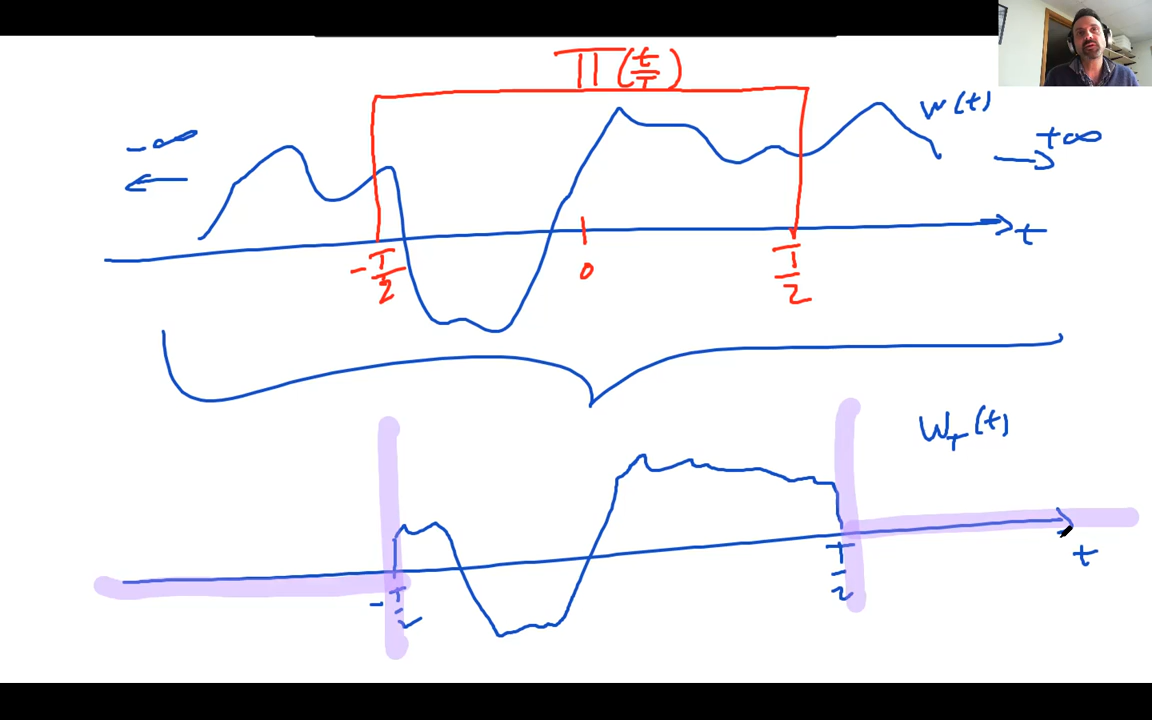 Π(t/T)
w(t)
-∞
+∞
t
-T/2
0
T/2
W_T(t)
t
-T/2
T/2